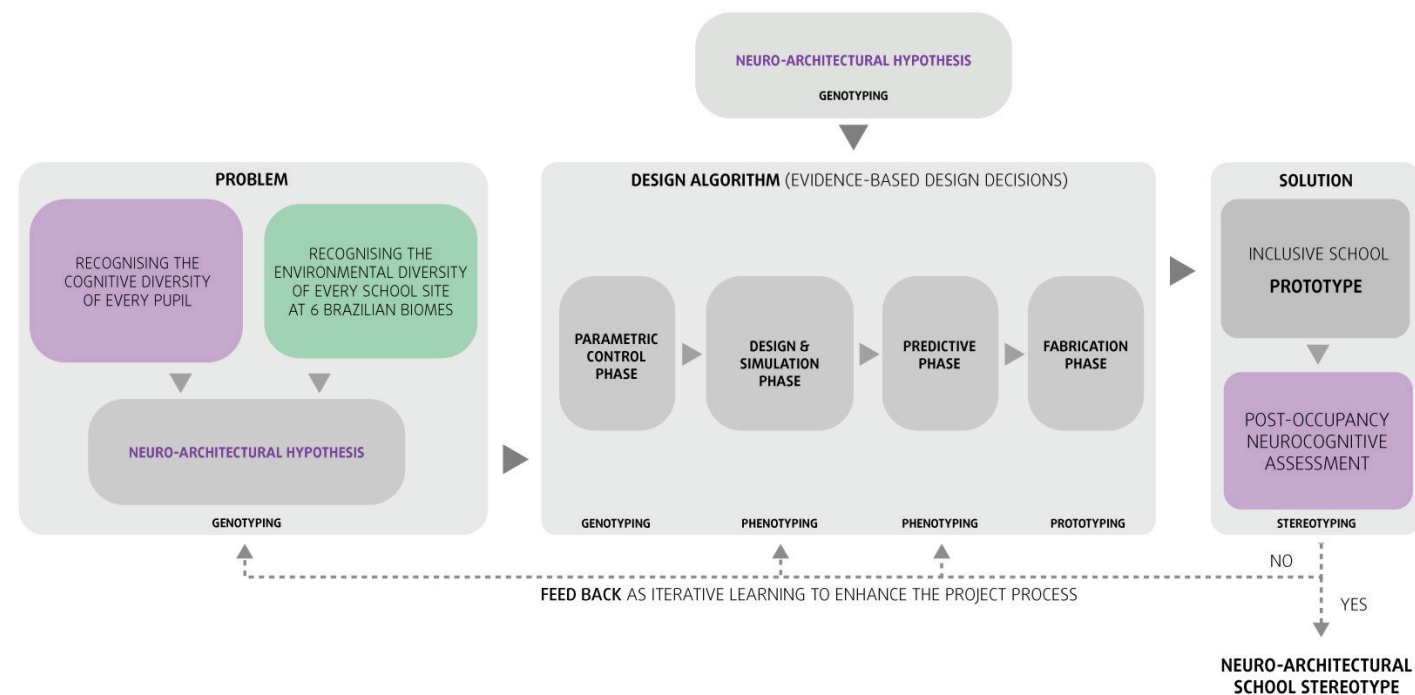 NEURO-ARCHITECTURAL HYPOTHESIS
GENOTYPING
PROBLEM
RECOGNISING THE
COGNITIVE DIVERSITY
OF EVERY PUPIL
RECOGNISING THE
ENVIRONMENTAL DIVERSITY
OF EVERY SCHOOL SITE
AT 6 BRAZILIAN BIOMES
NEURO-ARCHITECTURAL HYPOTHESIS
GENOTYPING
DESIGN ALGORITHM (EVIDENCE-BASED DESIGN DECISIONS)
PARAMETRIC
CONTROL
PHASE
DESIGN &
SIMULATION
PHASE
PREDICTIVE
PHASE
FABRICATION
PHASE
GENOTYPING
PHENOTYPING
PHENOTYPING
PROTOTYPING
SOLUTION
INCLUSIVE SCHOOL
PROTOTYPE
POST-OCCUPANCY
NEUROCOGNITIVE
ASSESSMENT
STEREOTYPING
NO
FEED BACK AS ITERATIVE LEARNING TO ENHANCE THE PROJECT PROCESS
YES
NEURO-ARCHITECTURAL
SCHOOL STEREOTYPE